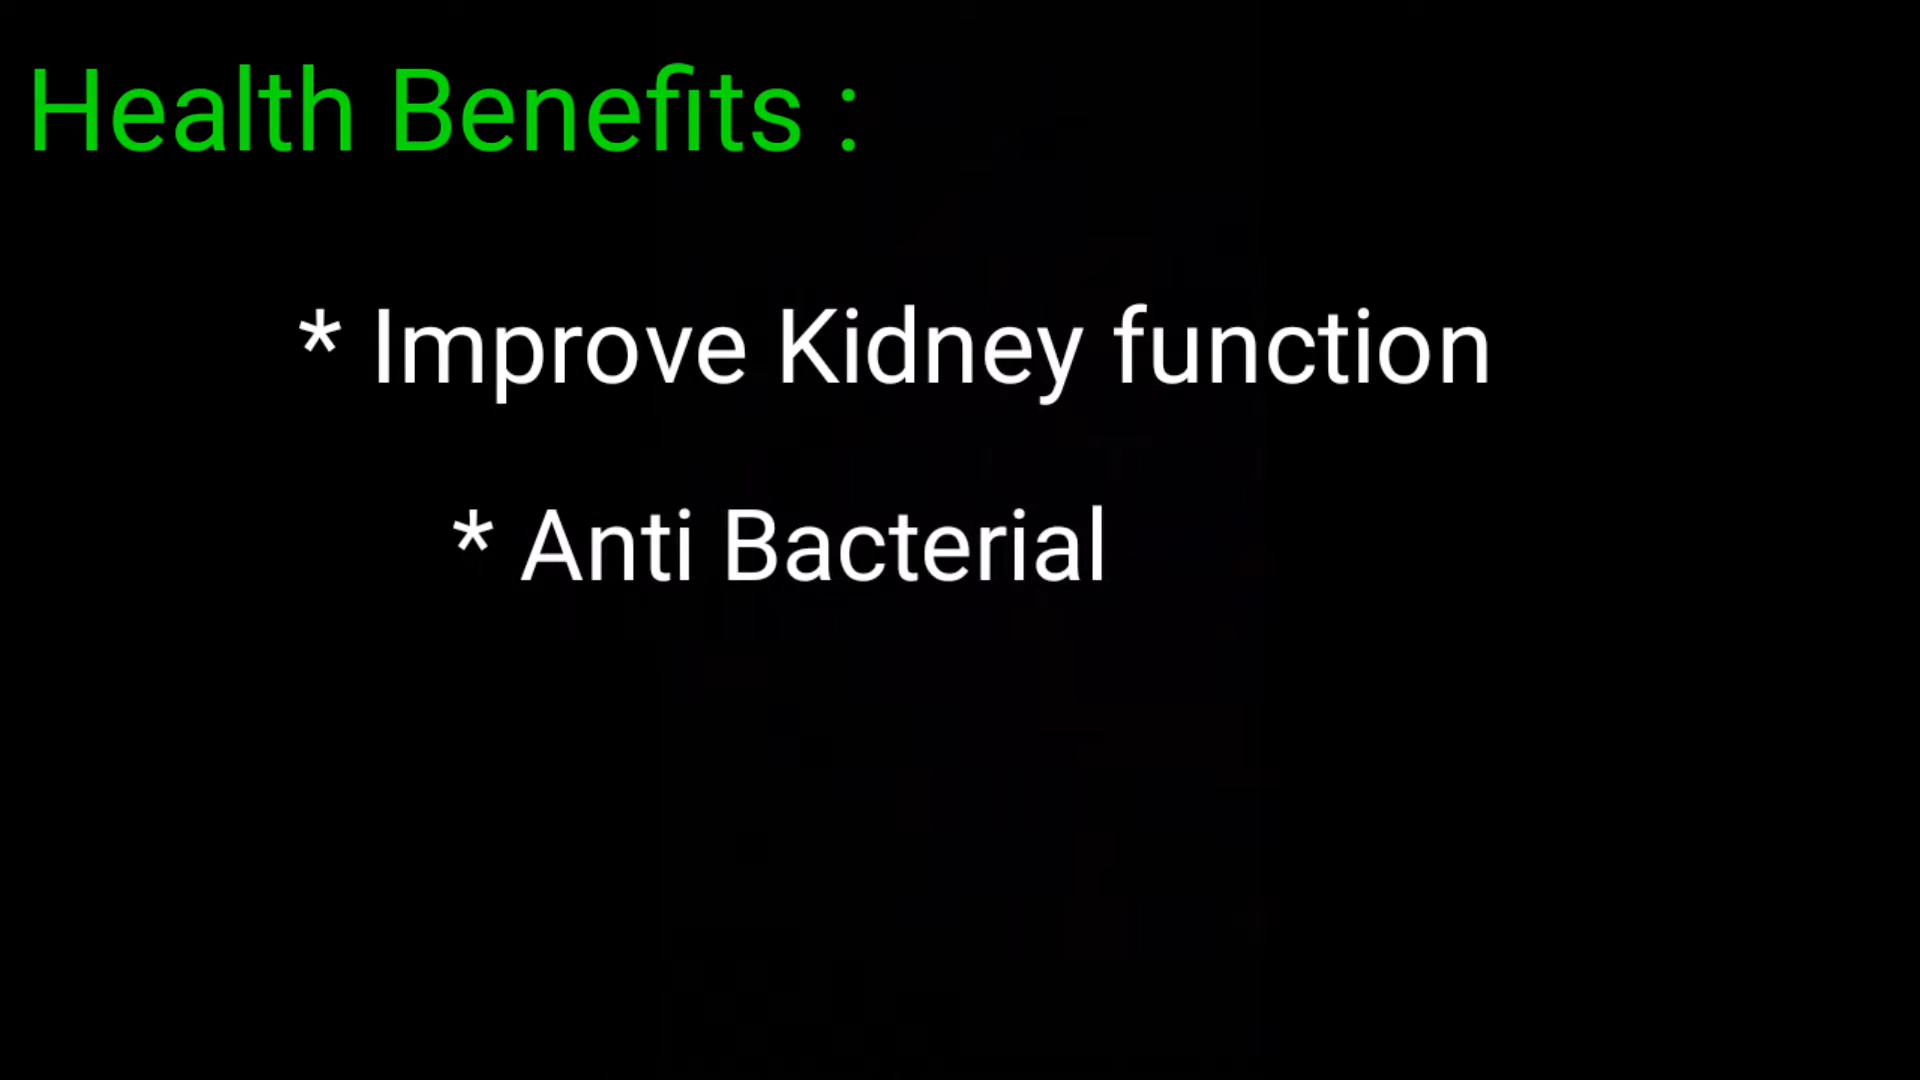 Health Benefits :
* Improve Kidney function
* Anti Bacterial